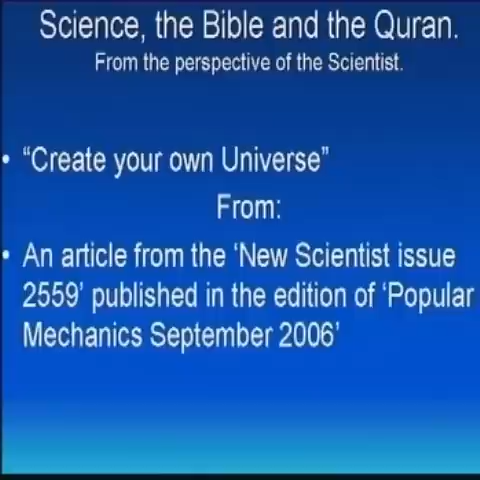 Science, the Bible and the Quran.
From the perspective of the Scientist.
• “Create your own Universe”
From:
• An article from the ‘New Scientist issue
2559’ published in the edition of ‘Popular
Mechanics September 2006’